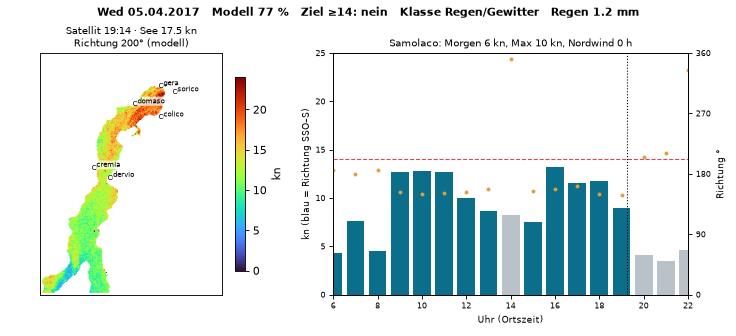 Wed 05.04.2017 Modell 77 % Ziel ≥14: nein Klasse Regen/Gewitter Regen 1.2 mm
Satellit 19:14 · See 17.5 kn
Richtung 200° (modell)
gera
sorico
domaso
colico
cremia
dervio
20
15
10
5
0
kn
Samolaco: Morgen 6 kn, Max 10 kn, Nordwind 0 h
25
20
15
10
5
0
kn (blau = Richtung SSO-S)
360
270
180
90
0
Richtung °
6 8 10 12 14 16 18 20 22
Uhr (Ortszeit)